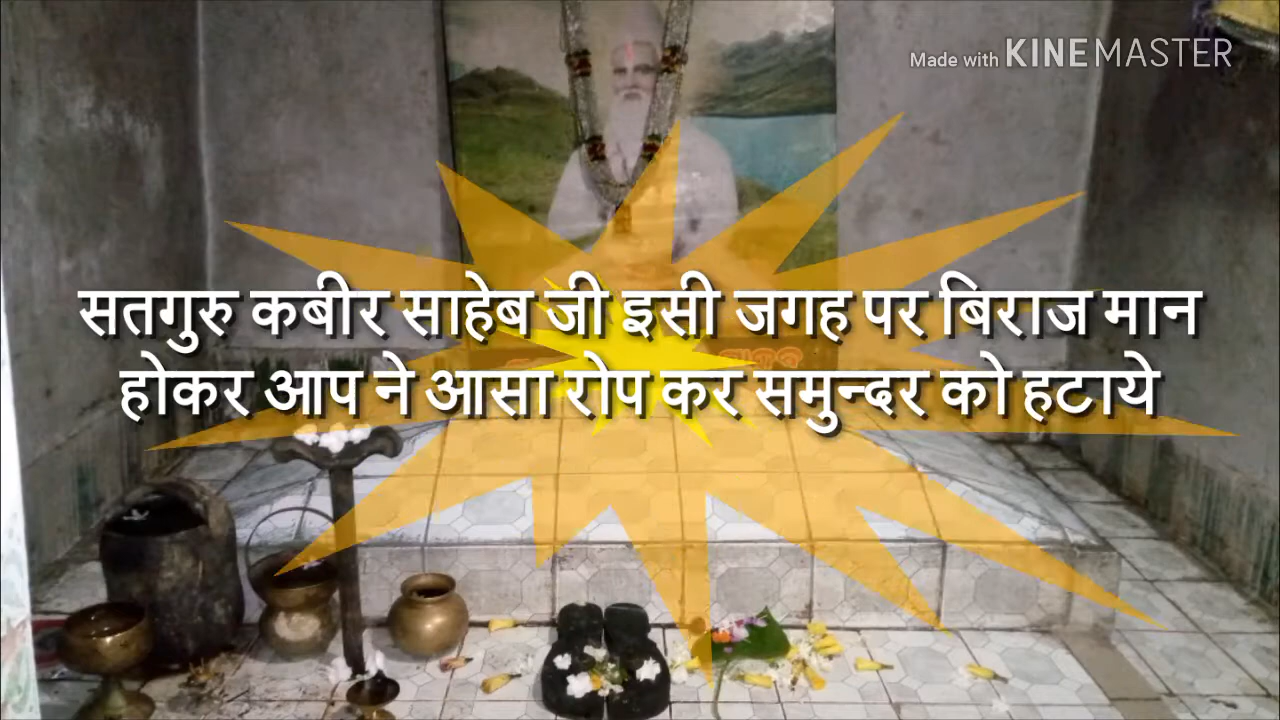 Made with KINEMASTER
सतगुरु कबीर साहेब जी इसी जगह पर बिराज मान
होकर आप ने आसा रोप कर समुन्दर को हटाये